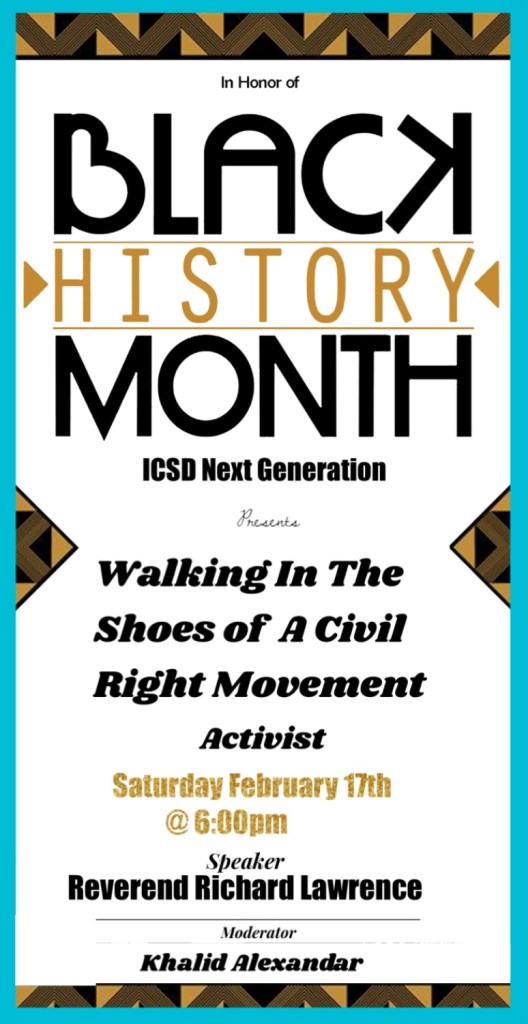 In Honor of
BLACK
HISTORY
MONTH
ICSD Next Generation
Presents
Walking In The
Shoes of A Civil
Right Movement
Activist
Saturday February 17th
@ 6:00pm
Speaker
Reverend Richard Lawrence
Moderator
Khalid Alexandar